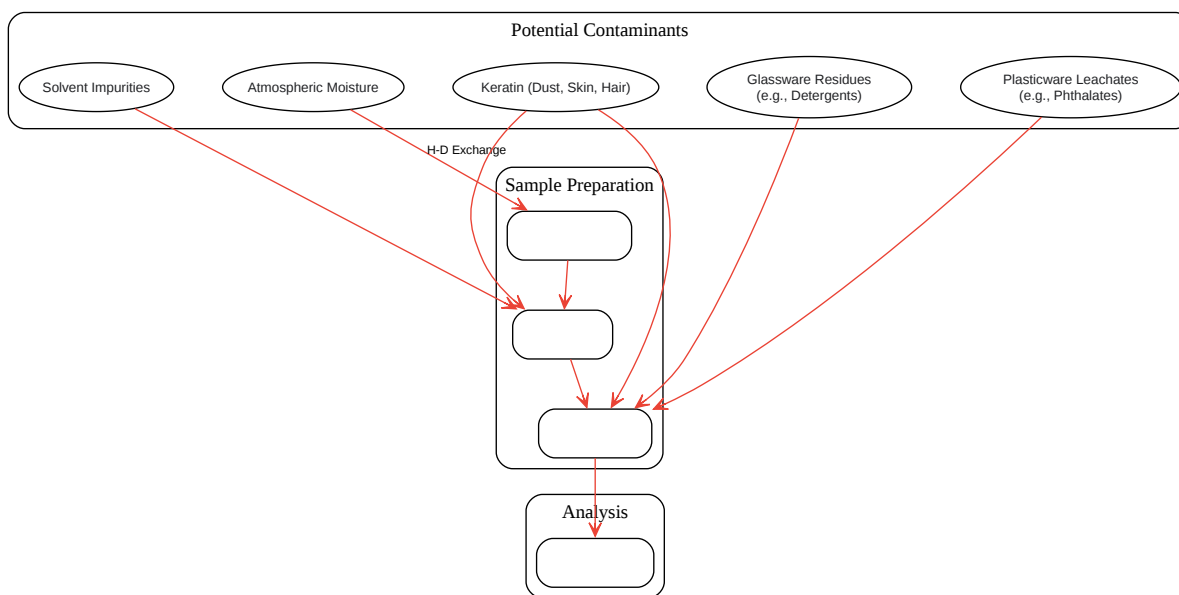 Potential Contaminants
Solvent Impurities
Atmospheric Moisture
Keratin (Dust, Skin, Hair)
Glassware Residues
(e.g., Detergents)
Plasticware Leachates
(e.g., Phthalates)
H-D Exchange
Sample Preparation
Analysis